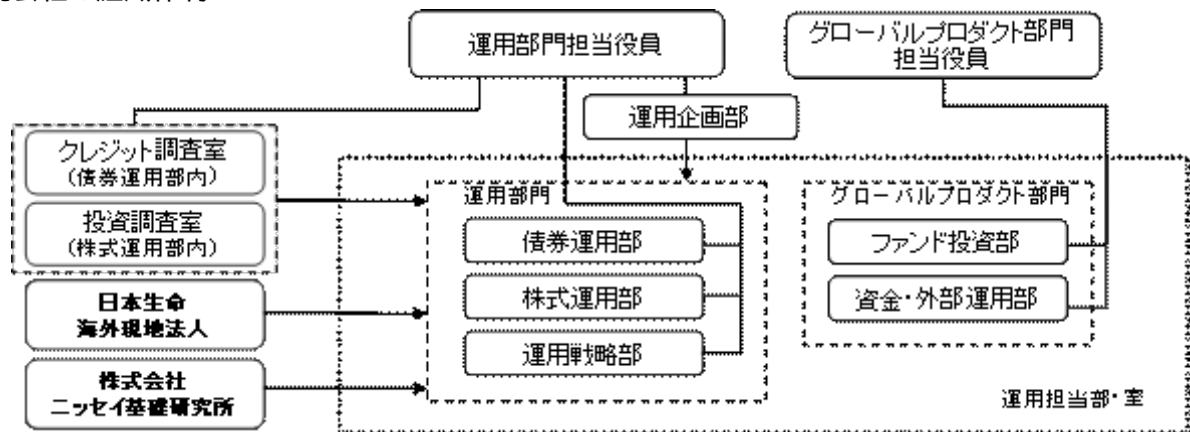 運用部門担当役員
グローバルプロダクト部門
担当役員
運用企画部
クレジット調査室
(債券運用部内)
投資調査室
(株式運用部内)
日本生命
海外現地法人
株式会社
ニッセイ基礎研究所
運用部門
債券運用部
株式運用部
運用戦略部
グローバルプロダクト部門
ファンド投資部
資金・外部運用部
運用担当部・室